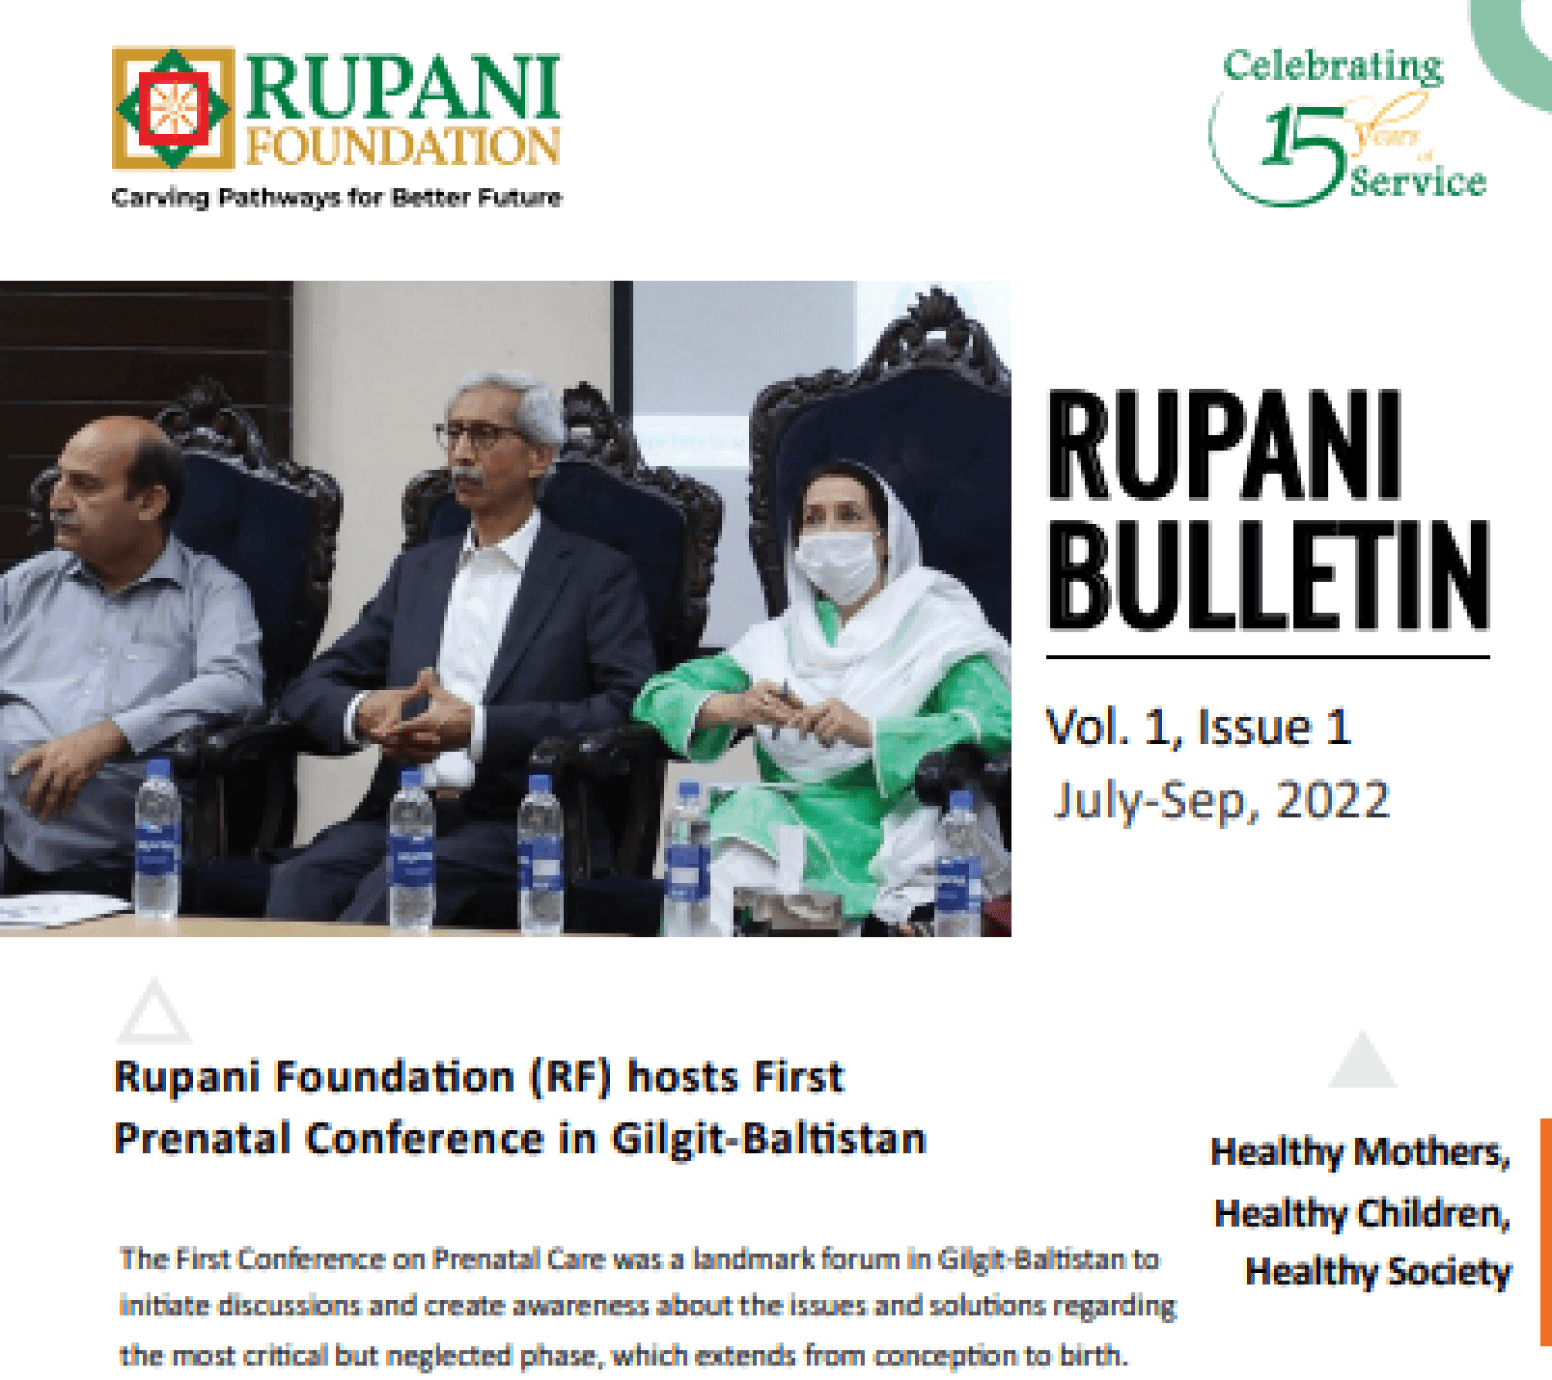 RUPANI
FOUNDATION
Carving Pathways for Better Future
Celebrating
15 Years
of
Service
RUPANI
BULLETIN
Vol. 1, Issue 1
July-Sep, 2022
Rupani Foundation (RF) hosts First
Prenatal Conference in Gilgit-Baltistan
Healthy Mothers,
Healthy Children,
Healthy Society
The First Conference on Prenatal Care was a landmark forum in Gilgit-Baltistan to
initiate discussions and create awareness about the issues and solutions regarding
the most critical but neglected phase, which extends from conception to birth.